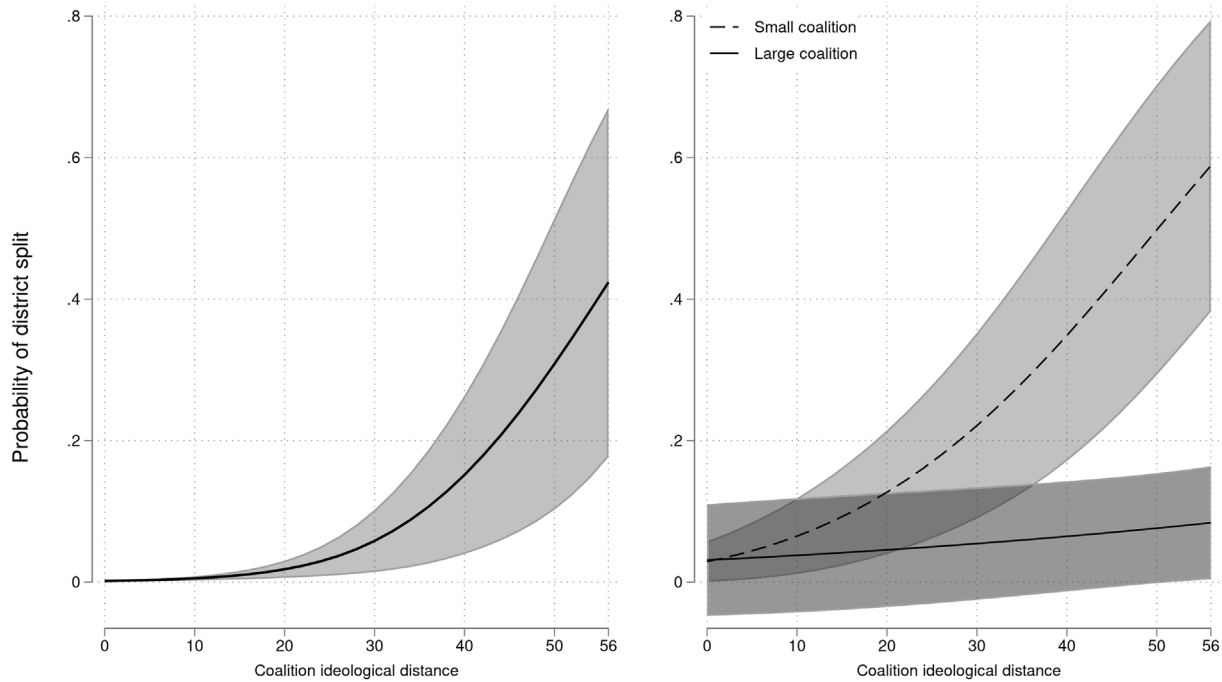 Probability of district split
.8
.6
.4
.2
0
0 10 20 30 40 50 56
Coalition ideological distance
.8
.6
.4
.2
0
Small coalition
Large coalition
0 10 20 30 40 50 56
Coalition ideological distance